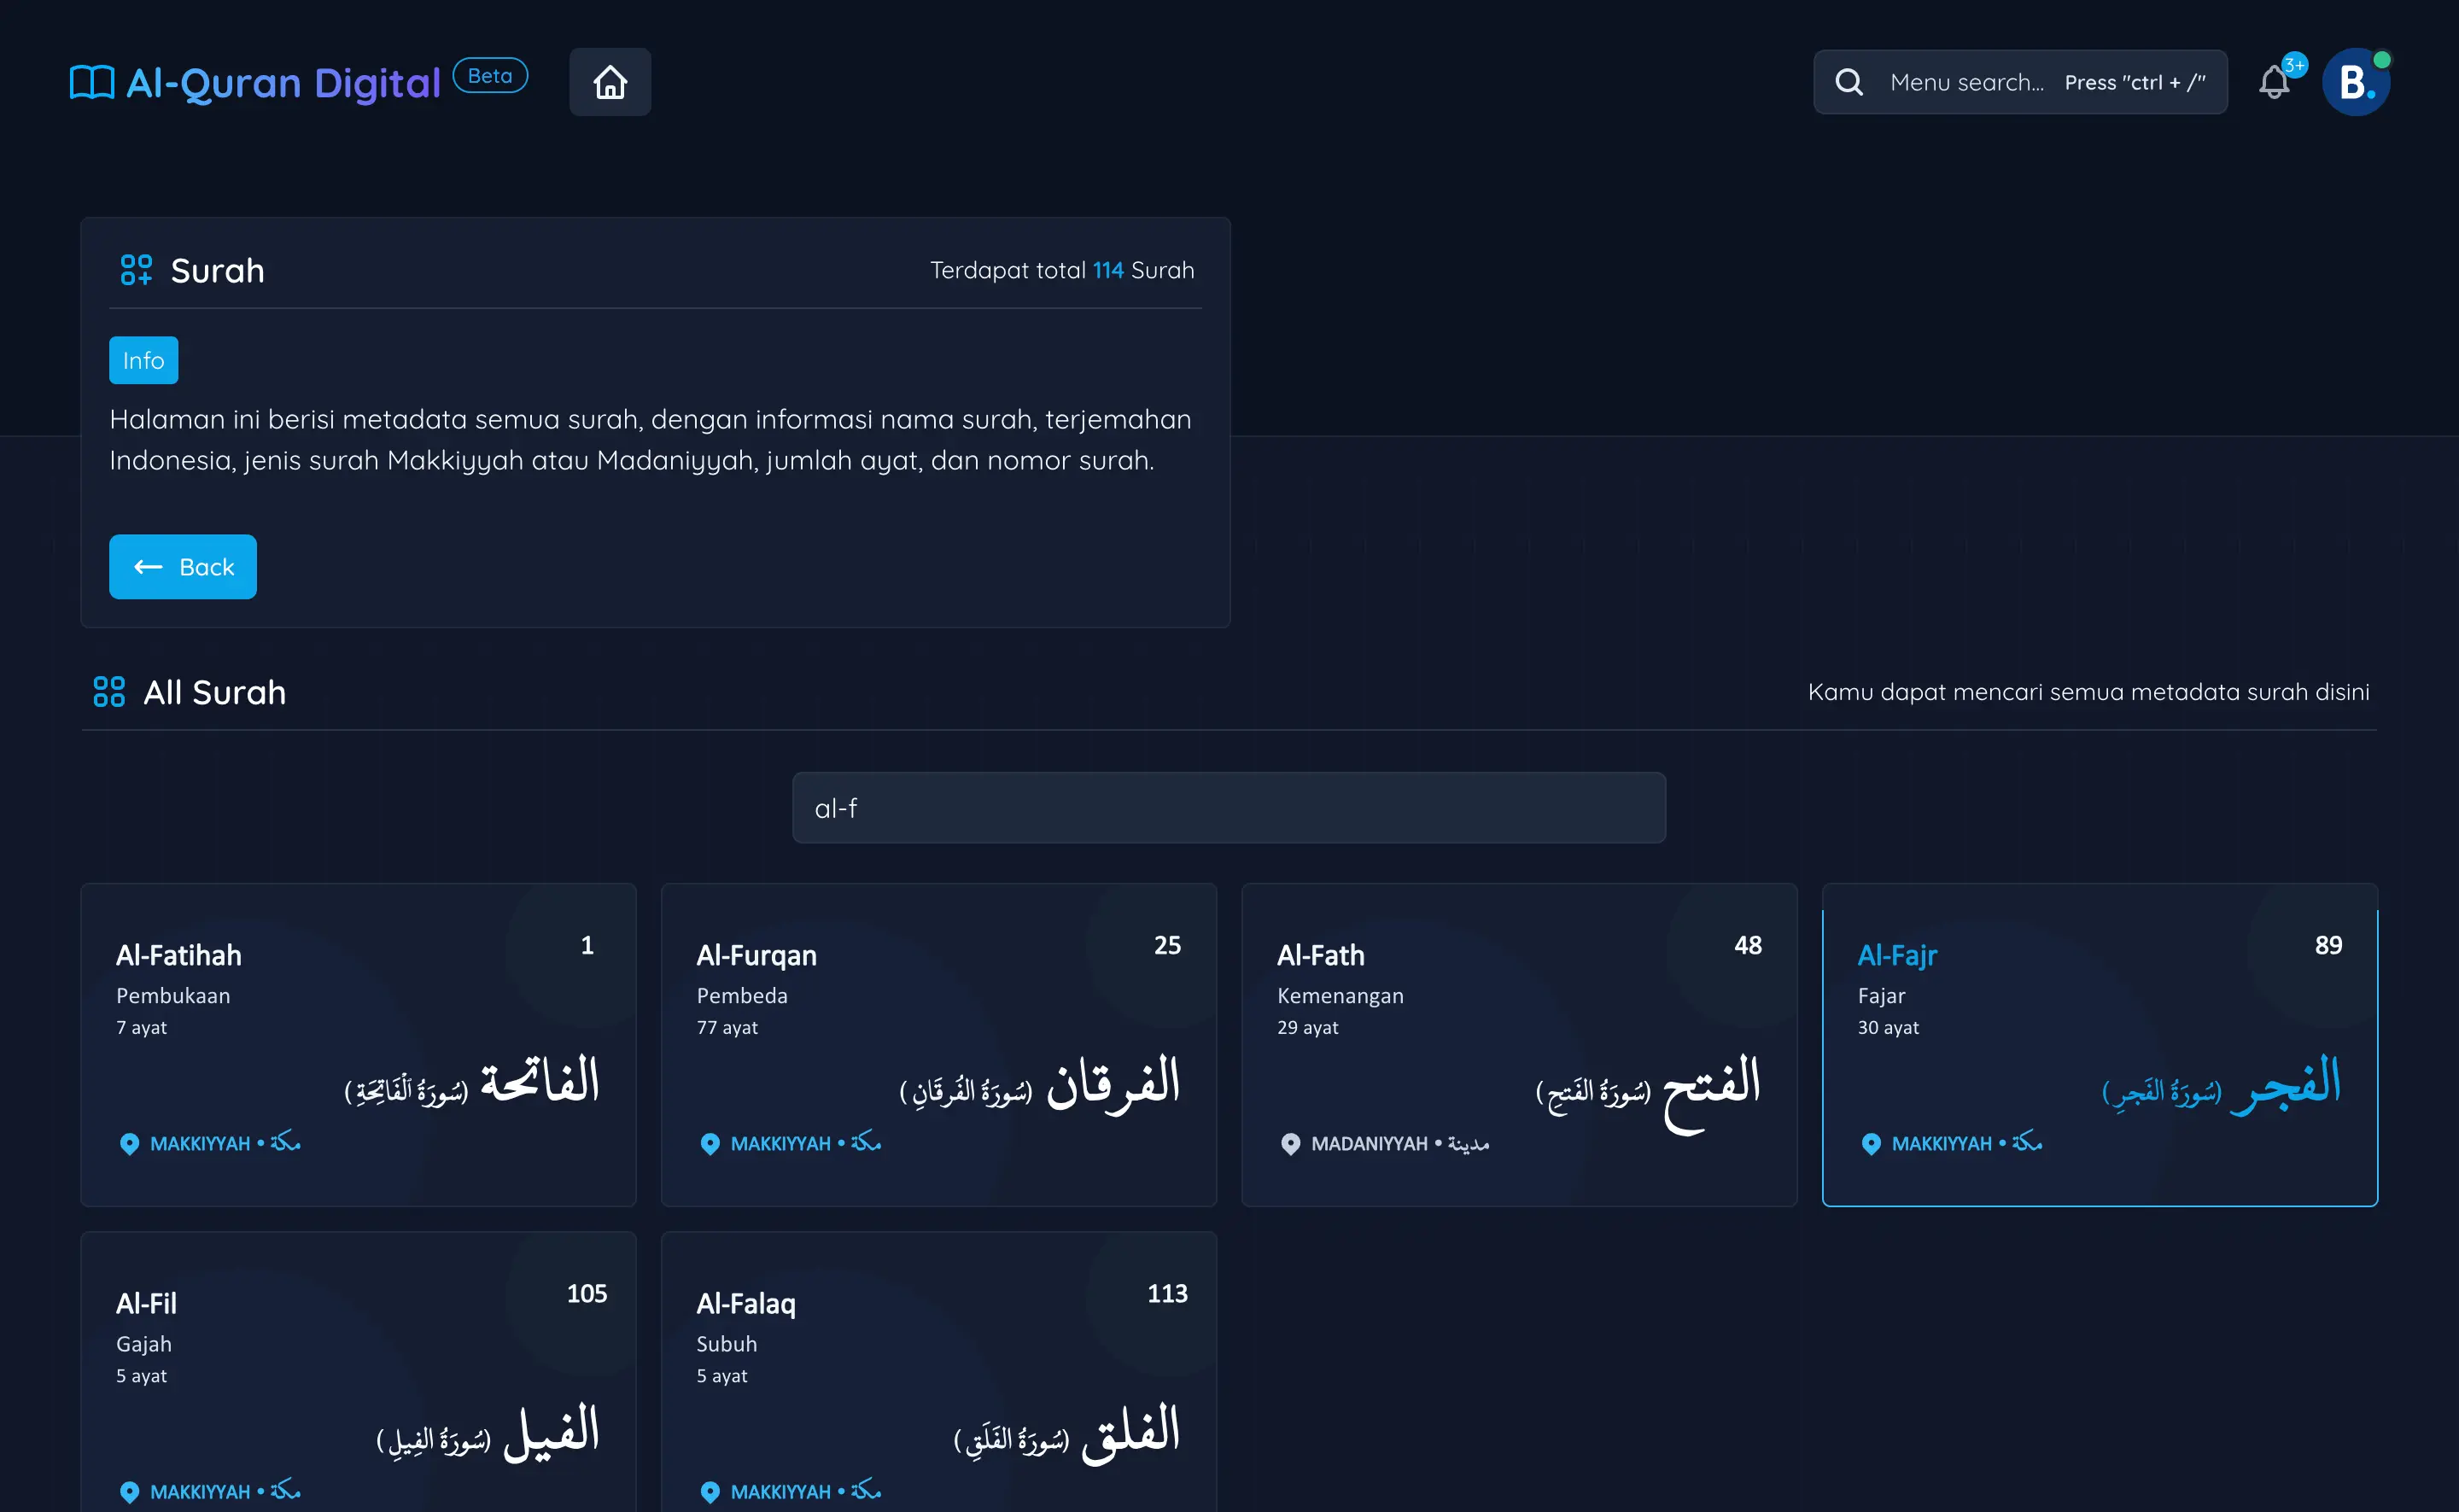 Al-Quran Digital Beta
Menu search... Press "ctrl + /"
3+
B.
Surah
Terdapat total 114 Surah
Info
Halaman ini berisi metadata semua surah, dengan informasi nama surah, terjemahan
Indonesia, jenis surah Makkiyyah atau Madaniyyah, jumlah ayat, dan nomor surah.
Back
All Surah
Kamu dapat mencari semua metadata surah disini
al-f
Al-Fatihah
1
Pembukaan
7 ayat
الفاتحة (سُورَةُ ٱلْفَاتِحَةِ)
MAKKIYYAH • مكة
Al-Furqan
25
Pembeda
77 ayat
الفرقان (سُورَةُ الفُرقَانِ)
MAKKIYYAH • مكة
Al-Fath
48
Kemenangan
29 ayat
الفتح (سُورَةُ الفَتحِ)
MADANIYYAH • مدينة
Al-Fajr
89
Fajar
30 ayat
الفجر (سُورَةُ الفَجرِ)
MAKKIYYAH • مكة
Al-Fil
105
Gajah
5 ayat
الفيل (سُورَةُ الفِيلِ)
MAKKIYYAH • مكة
Al-Falaq
113
Subuh
5 ayat
الفلق (سُورَةُ الفَلَقِ)
MAKKIYYAH • مكة